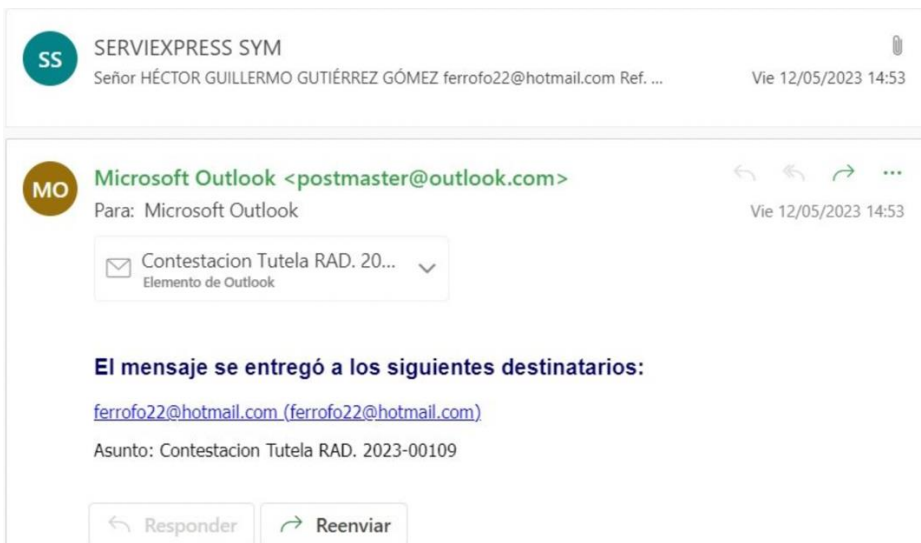 SS
SERVIEXPRESS SYM
Señor HÉCTOR GUILLERMO GUTIÉRREZ GÓMEZ ferrofo22@hotmail.com Ref. ...
Vie 12/05/2023 14:53
MO
Microsoft Outlook <postmaster@outlook.com>
Para: Microsoft Outlook
Vie 12/05/2023 14:53
Contestacion Tutela RAD. 20...
Elemento de Outlook
El mensaje se entregó a los siguientes destinatarios:
ferrofo22@hotmail.com (ferrofo22@hotmail.com)
Asunto: Contestacion Tutela RAD. 2023-00109
Responder
Reenviar